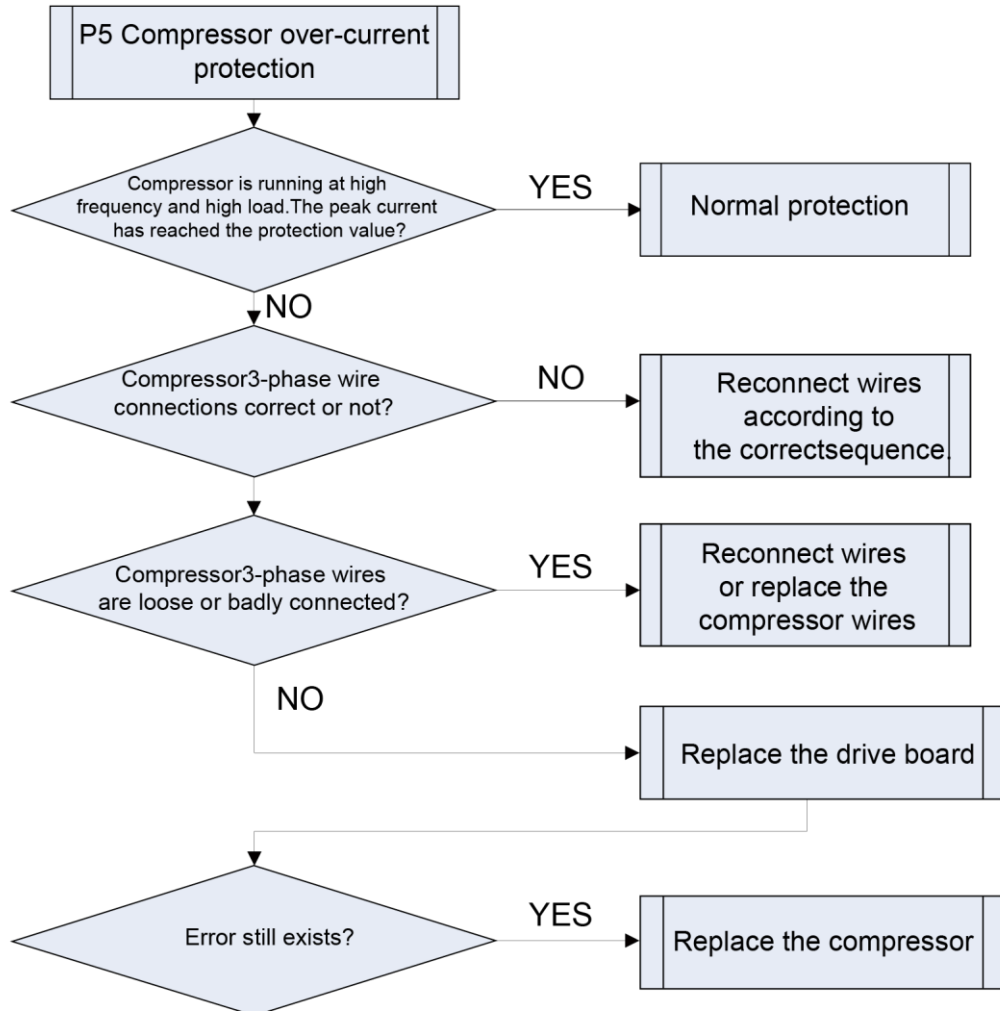 P5 Compressor over-current
protection
Compressor is running at high
frequency and high load.The peak current
has reached the protection value?
YES
Normal protection
NO
Compressor3-phase wire
connections correct or not?
NO
Reconnect wires
according to
the correctsequence.
Compressor3-phase wires
are loose or badly connected?
YES
Reconnect wires
or replace the
compressor wires
NO
Replace the drive board
Error still exists?
YES
Replace the compressor